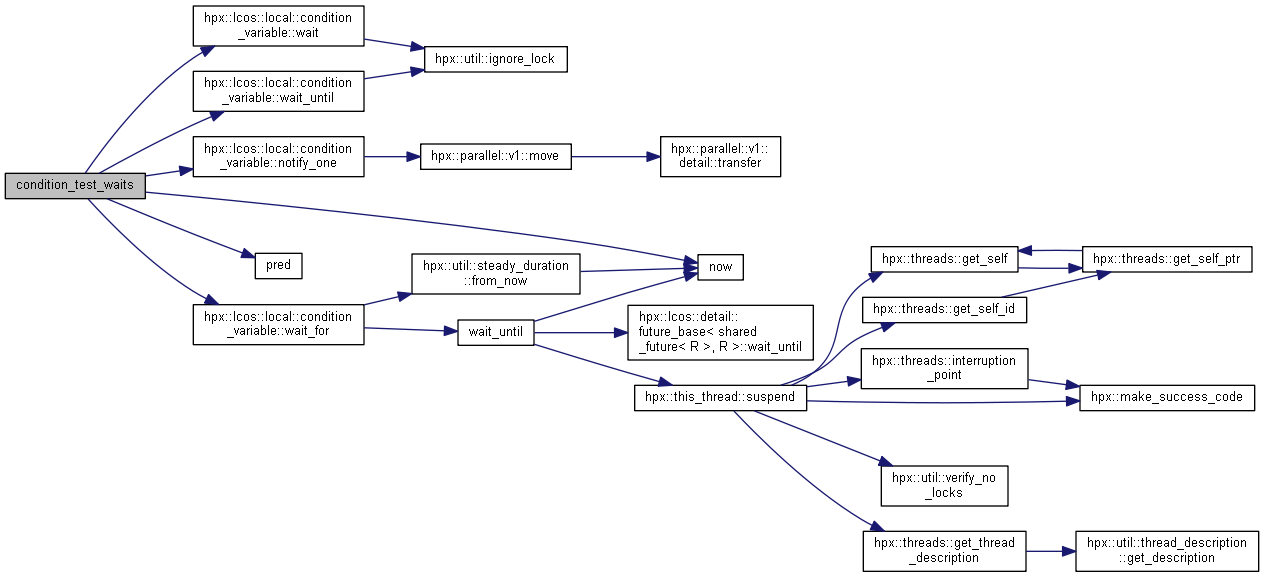 hpx::lcos::local::condition
_variable::wait
hpx::util::ignore_lock
hpx::lcos::local::condition
_variable::wait_until
hpx::lcos::local::condition
_variable::notify_one
hpx::parallel::v1::move
hpx::parallel::v1::
detail::transfer
condition_test_waits
pred
hpx::util::steady_duration
::from_now
now
hpx::lcos::local::condition
_variable::wait_for
wait_until
hpx::lcos::detail::
future_base< shared
_future< R >, R >::wait_until
hpx::this_thread::suspend
hpx::threads::get_self
hpx::threads::get_self_ptr
hpx::threads::get_self_id
hpx::threads::interruption
_point
hpx::make_success_code
hpx::util::verify_no
_locks
hpx::threads::get_thread
_description
hpx::util::thread_description
::get_description